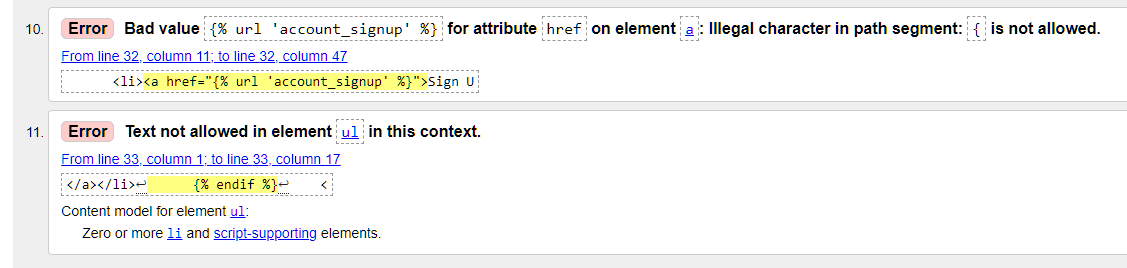 10. Error Bad value {% url 'account_signup' %} for attribute href on element a: Illegal character in path segment: { is not allowed.
From line 32, column 11; to line 32, column 47
<li><a href="{% url 'account_signup' %}">Sign U
11. Error Text not allowed in element ul in this context.
From line 33, column 1; to line 33, column 17
</a></li>↩ {% endif %}↩ <
Content model for element ul:
Zero or more li and script-supporting elements.